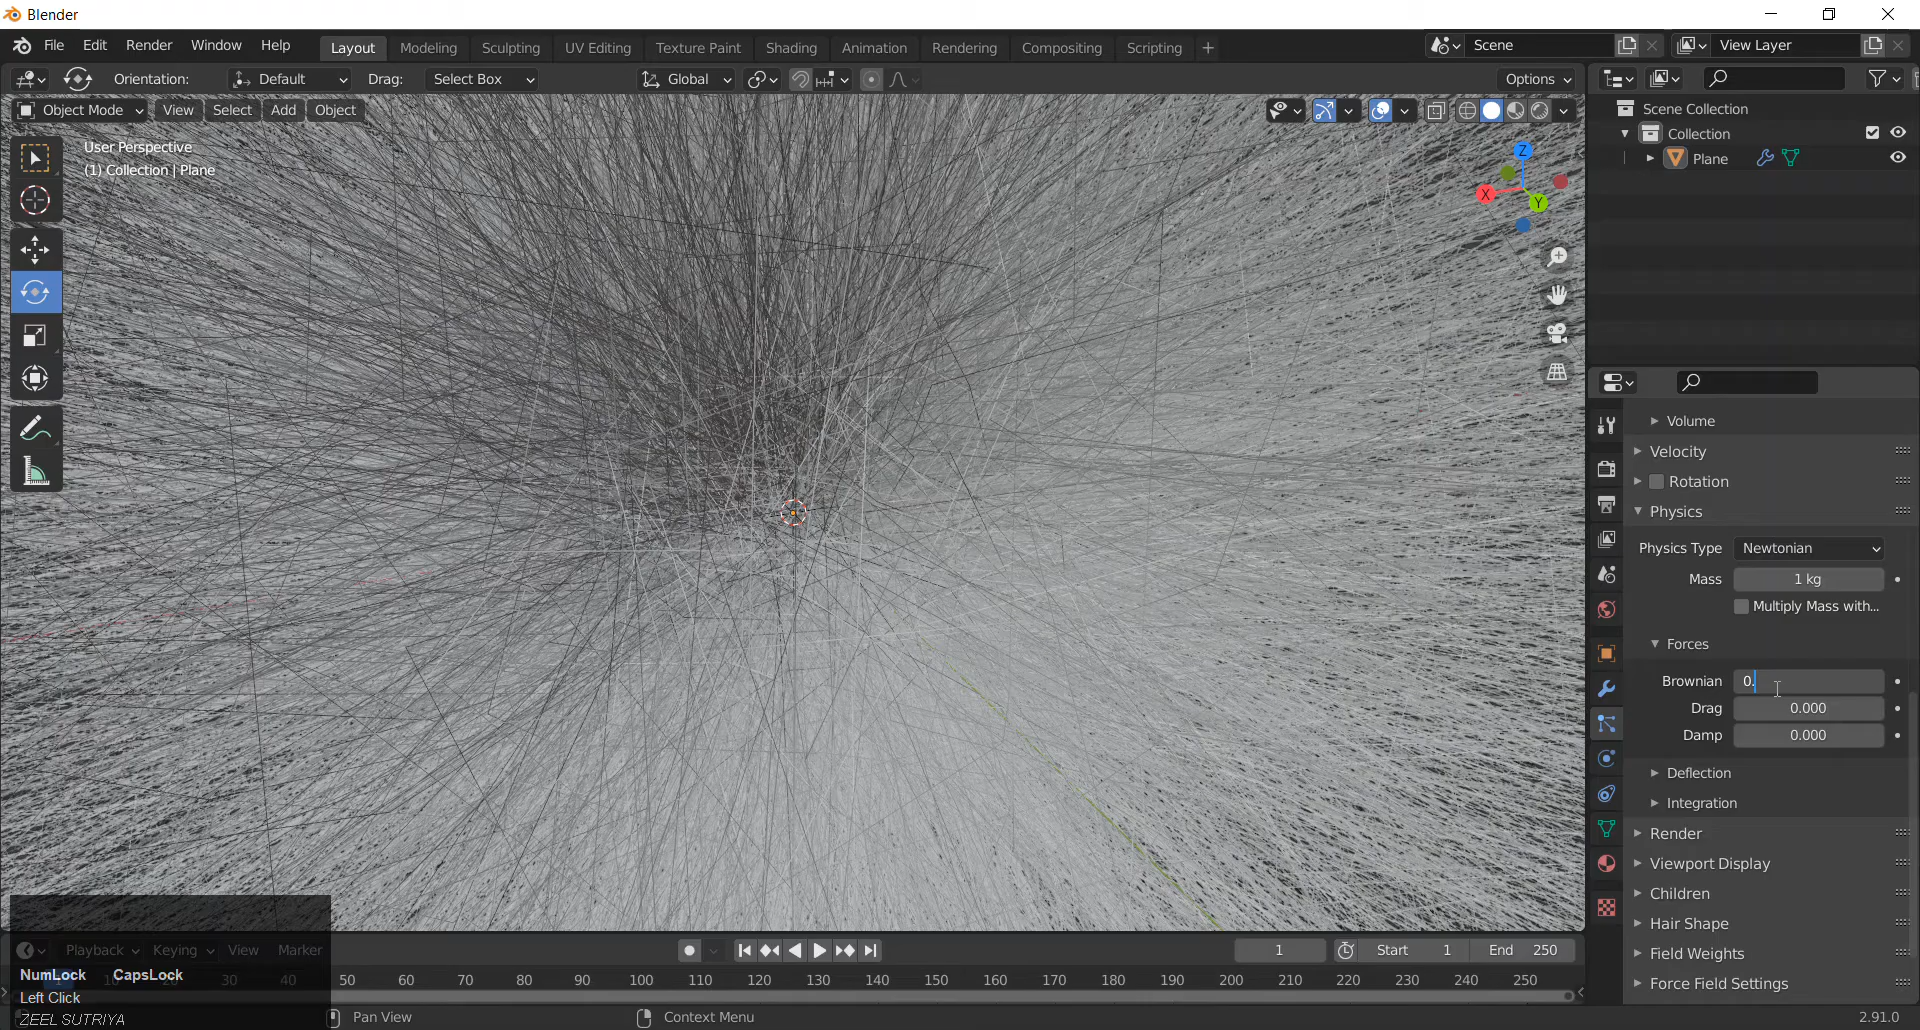 Blender
File Edit Render Window Help Layout Modeling Sculpting UV Editing Texture Paint Shading Animation Rendering Compositing Scripting + Scene View Layer
Orientation: Default Drag: Select Box Global Options
Object Mode View Select Add Object
User Perspective
(1) Collection | Plane
Z
X
Y
Scene Collection
Collection
Plane
Volume
Velocity
Rotation
Physics
Physics Type Newtonian
Mass 1 kg
Multiply Mass with...
Forces
Brownian 0.
Drag 0.000
Damp 0.000
Deflection
Integration
Render
Viewport Display
Children
Hair Shape
Field Weights
Force Field Settings
Playback Keying View Marker 1 Start 1 End 250
1 10 20 30 40 50 60 70 80 90 100 110 120 130 140 150 160 170 180 190 200 210 220 230 240 250
NumLock CapsLock
Left Click
ZEEL SUTRIYA
Pan View Context Menu 2.91.0